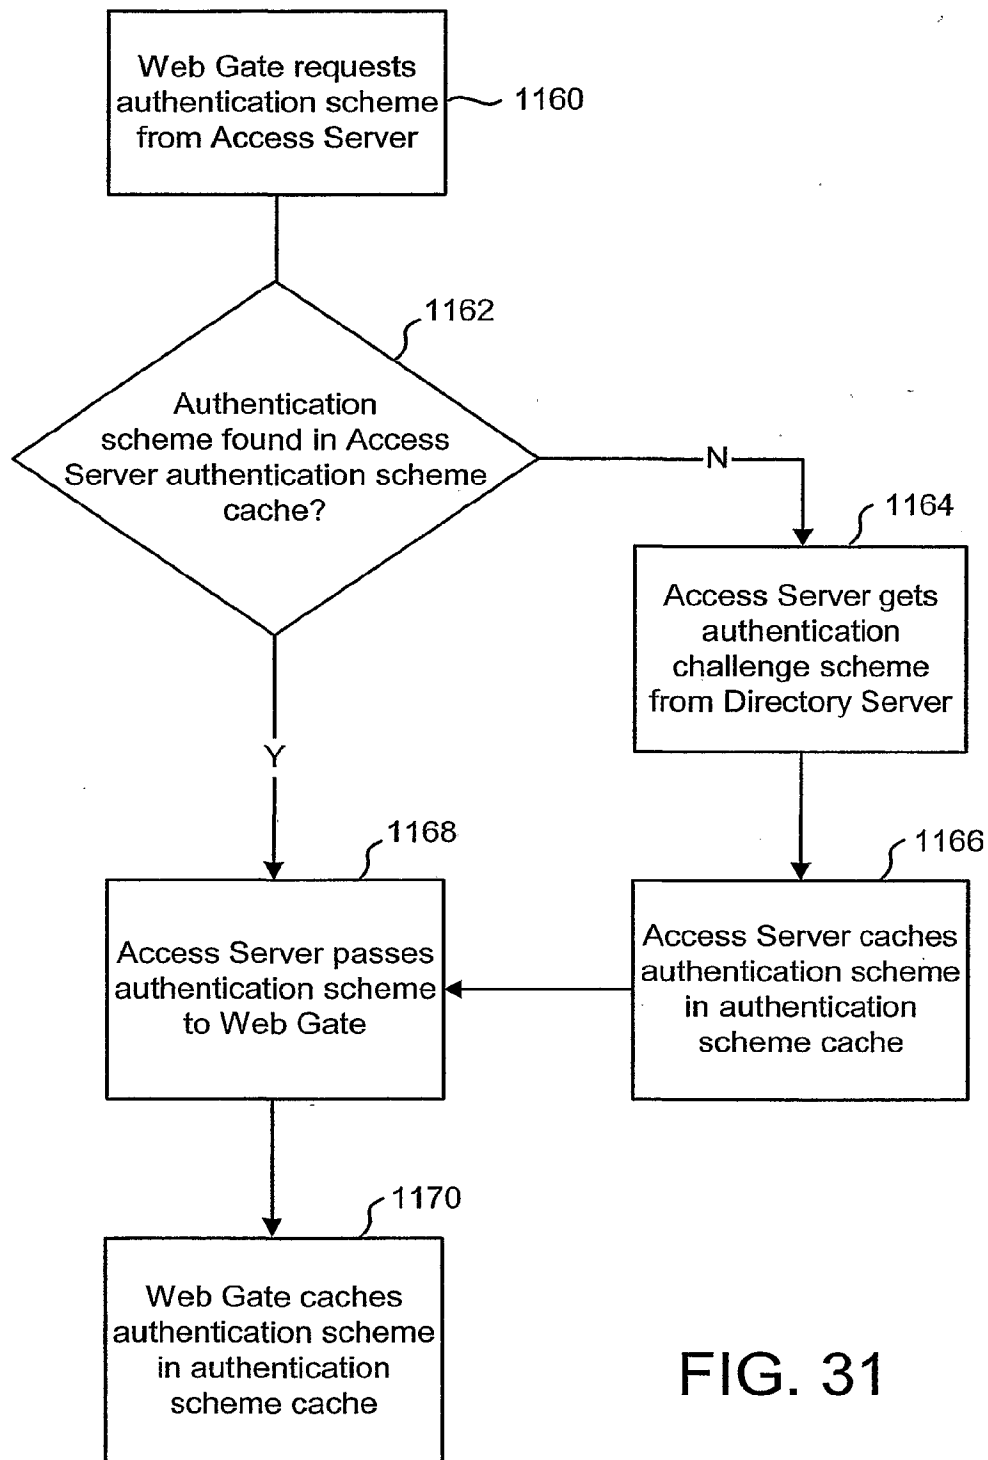 Web Gate requests
authentication scheme
from Access Server
1160
1162
Authentication
scheme found in Access
Server authentication scheme
cache?
N
1164
Access Server gets
authentication
challenge scheme
from Directory Server
Y
1168
1166
Access Server passes
authentication scheme
to Web Gate
Access Server caches
authentication scheme
in authentication
scheme cache
1170
Web Gate caches
authentication scheme
in authentication
scheme cache
FIG. 31